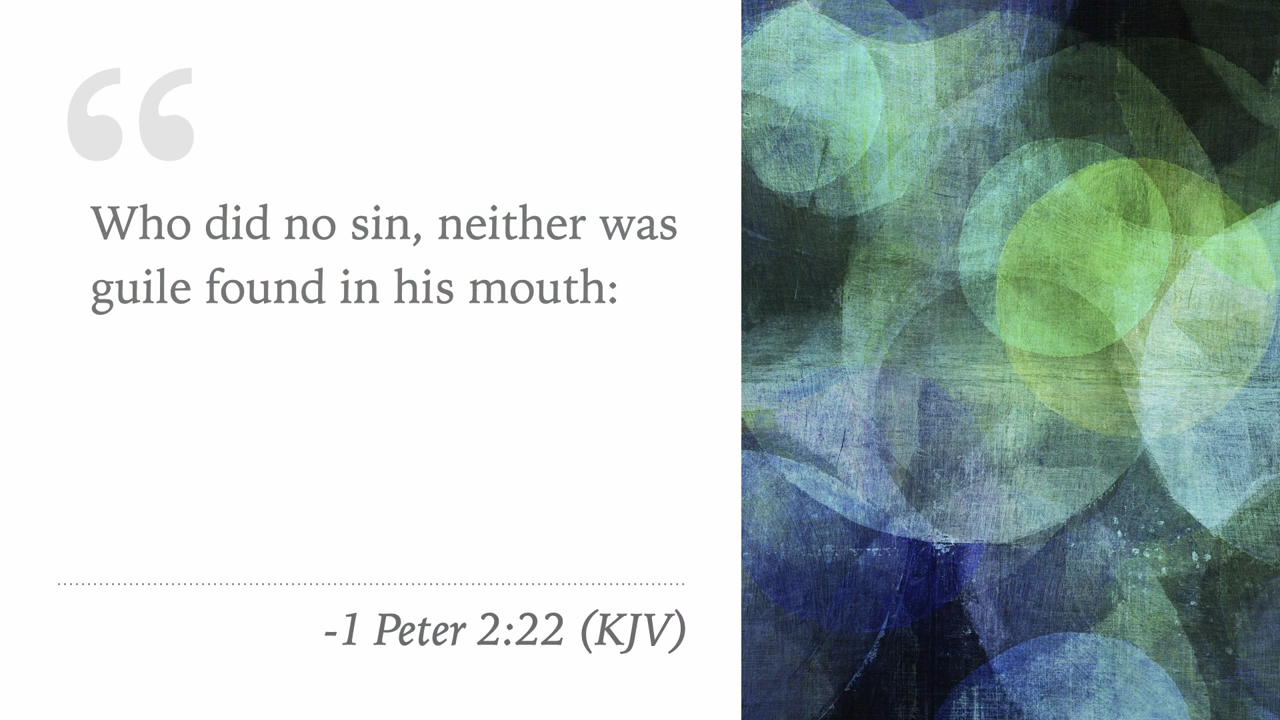 “
Who did no sin, neither was
guile found in his mouth:
-1 Peter 2:22 (KJV)